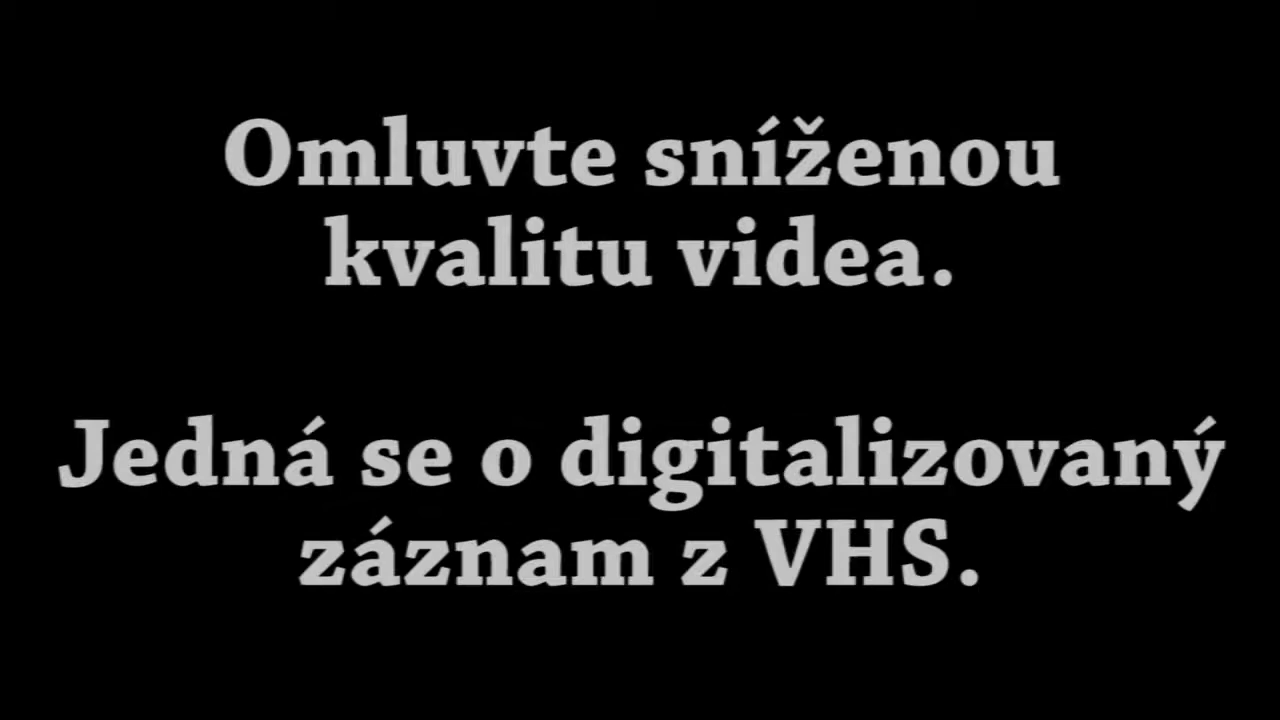 Omluvte sníženou
kvalitu videa.
Jedná se o digitalizovaný
záznam z VHS.